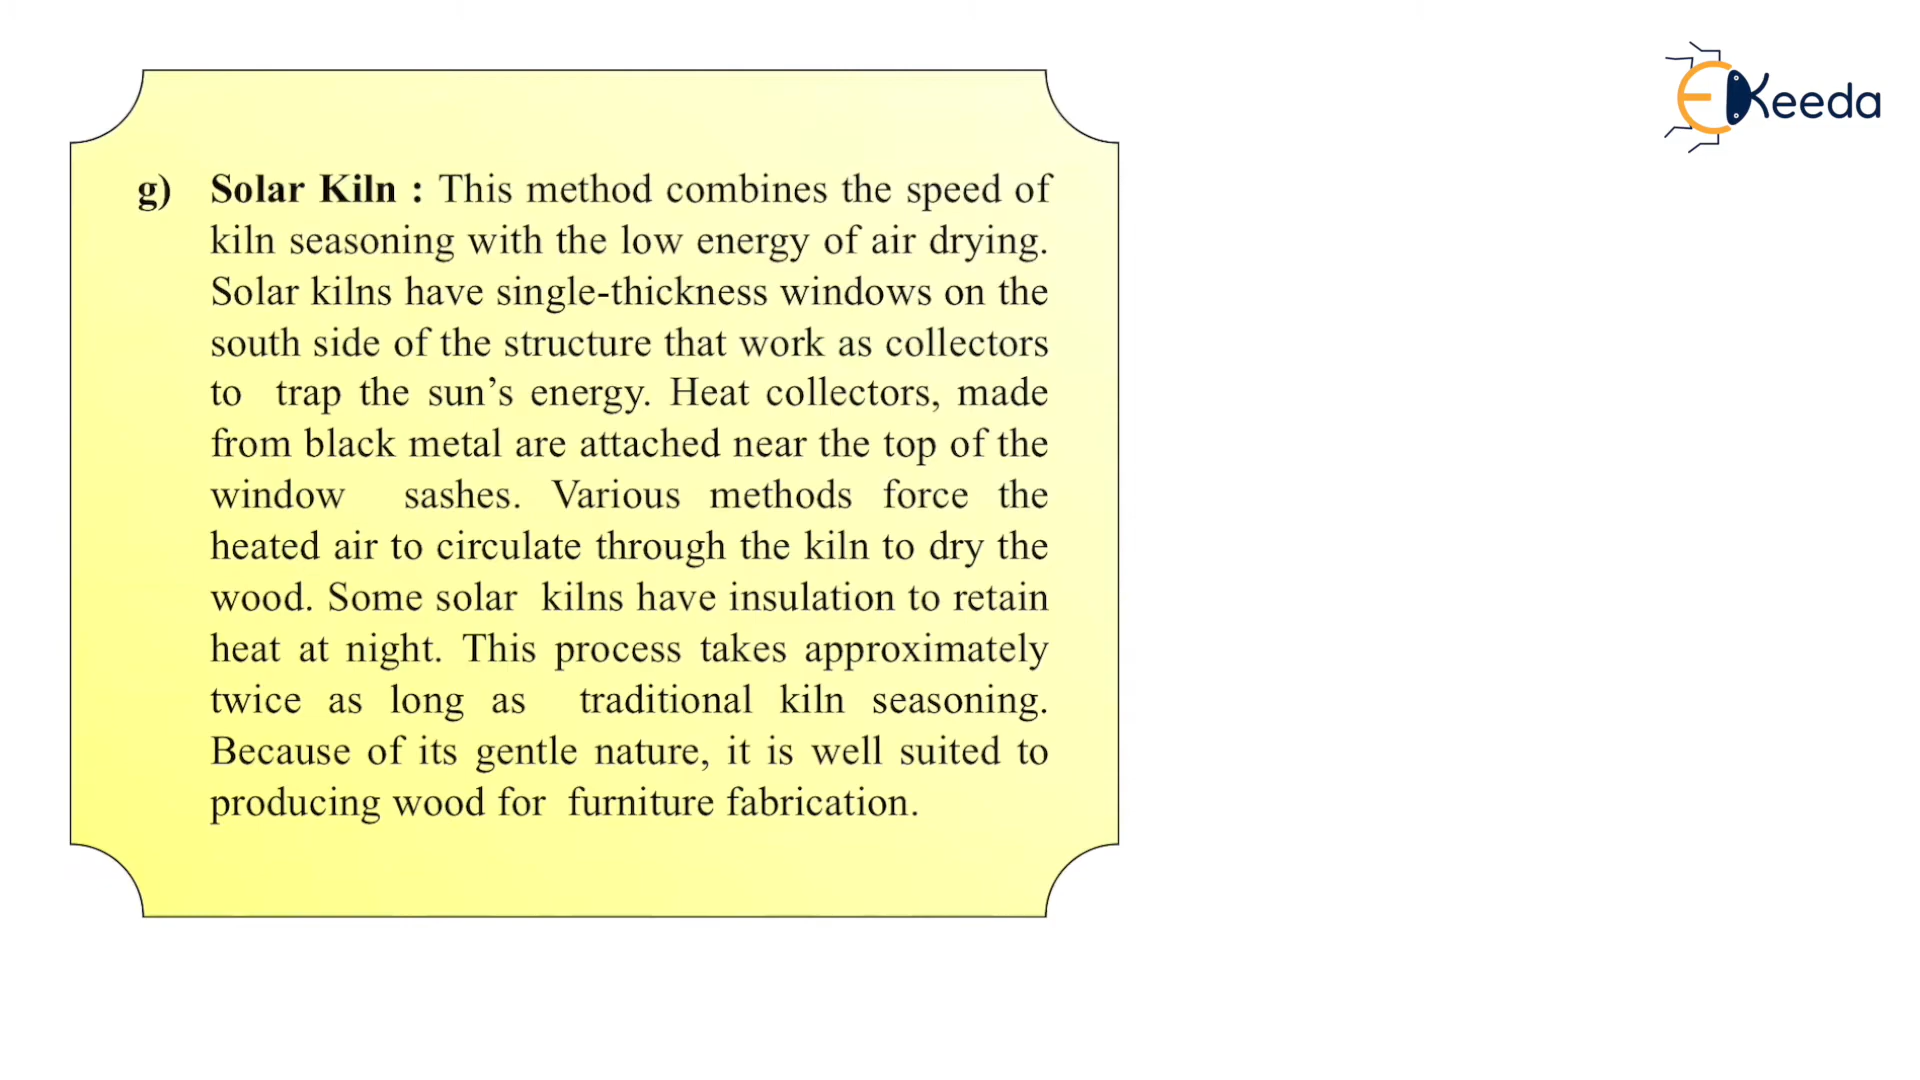 EKeeda
g) Solar Kiln : This method combines the speed of
kiln seasoning with the low energy of air drying.
Solar kilns have single-thickness windows on the
south side of the structure that work as collectors
to trap the sun’s energy. Heat collectors, made
from black metal are attached near the top of the
window sashes. Various methods force the
heated air to circulate through the kiln to dry the
wood. Some solar kilns have insulation to retain
heat at night. This process takes approximately
twice as long as traditional kiln seasoning.
Because of its gentle nature, it is well suited to
producing wood for furniture fabrication.